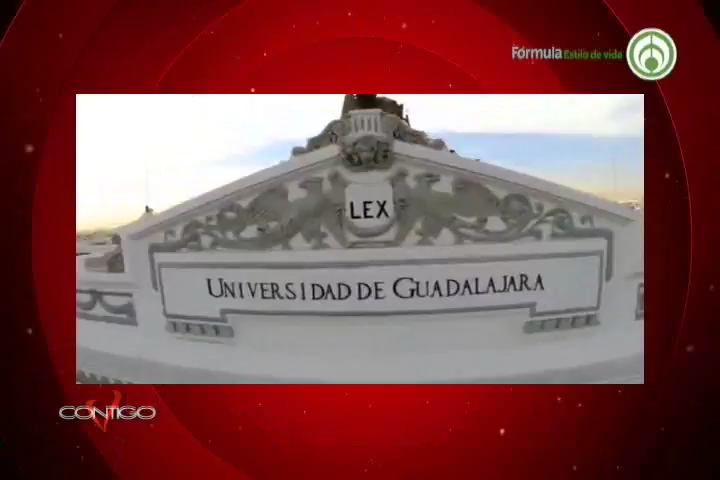 Fórmula Estilo de vida
LEX
UNIVERSIDAD DE GUADALAJARA
CONTIGO